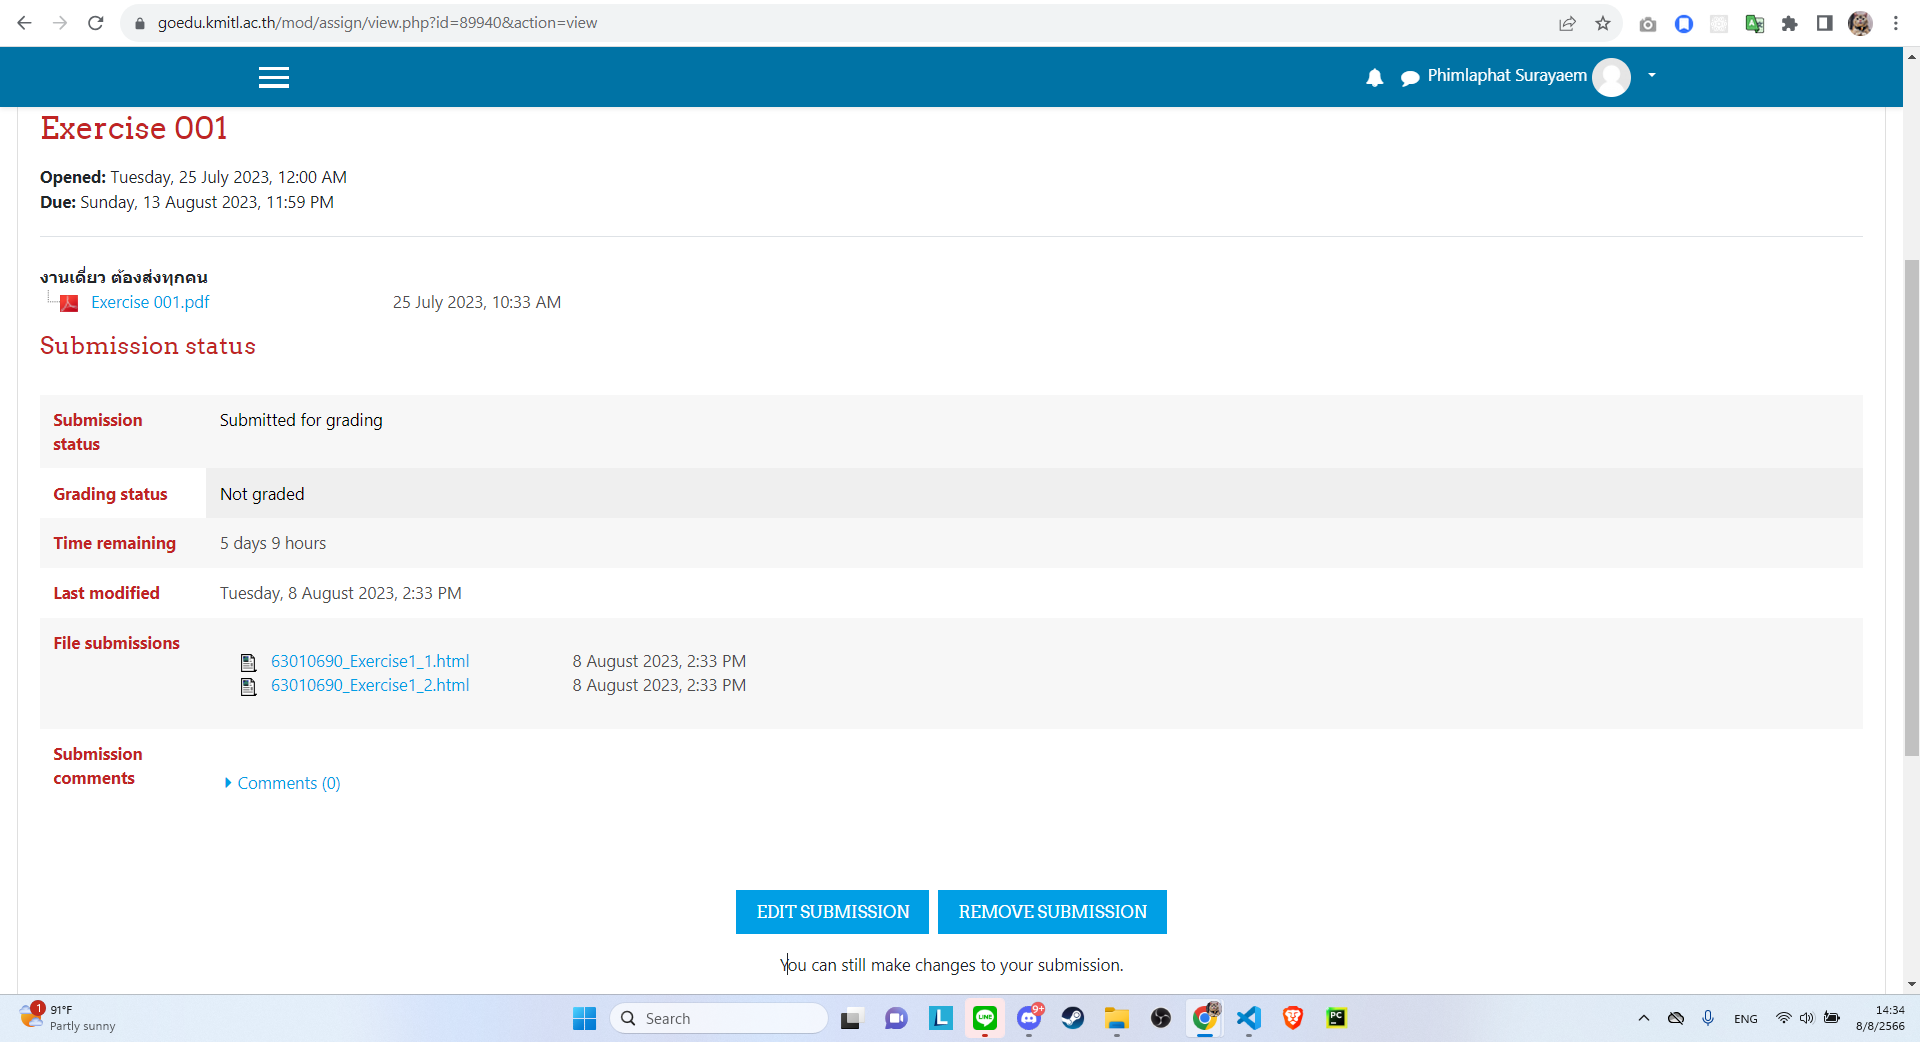 goedu.kmitl.ac.th/mod/assign/view.php?id=89940&action=view
Phimlaphat Surayaem
Exercise 001
Opened: Tuesday, 25 July 2023, 12:00 AM
Due: Sunday, 13 August 2023, 11:59 PM
งานเดี่ยว ต้องส่งทุกคน
Exercise 001.pdf 25 July 2023, 10:33 AM
Submission status
Submission status Submitted for grading
Grading status Not graded
Time remaining 5 days 9 hours
Last modified Tuesday, 8 August 2023, 2:33 PM
File submissions
63010690_Exercise1_1.html 8 August 2023, 2:33 PM
63010690_Exercise1_2.html 8 August 2023, 2:33 PM
Submission comments
Comments (0)
EDIT SUBMISSION REMOVE SUBMISSION
You can still make changes to your submission.
1 91°F
Partly sunny
Search
L
LINE
9+
PC
ENG
14:34
8/8/2566